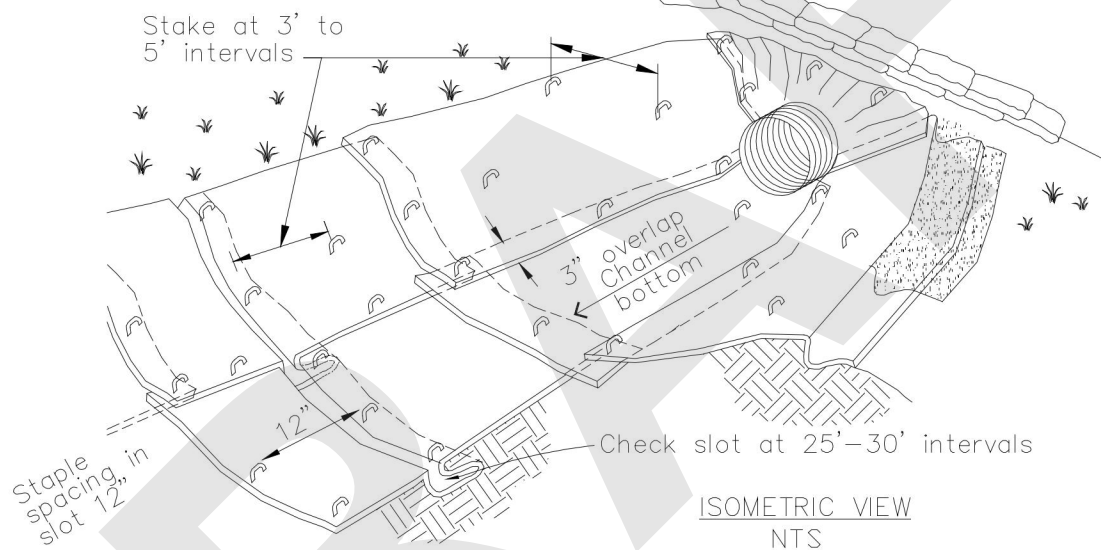 Stake at 3' to
5' intervals
3"
overlap
channel
bottom
12"
Staple
spacing in
slot 12"
Check slot at 25'-30' intervals
ISOMETRIC VIEW
NTS